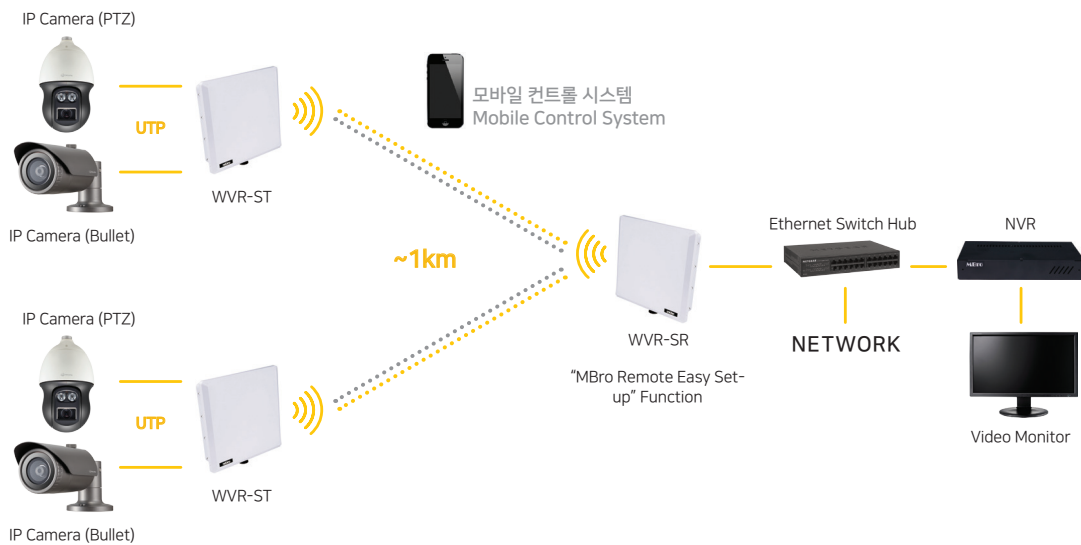 IP Camera (PTZ)
UTP
WVR-ST
IP Camera (Bullet)
모바일 컨트롤 시스템
Mobile Control System
~1km
WVR-SR
"MBro Remote Easy Set-
up" Function
Ethernet Switch Hub
NETWORK
NVR
MBro
Video Monitor
IP Camera (PTZ)
UTP
WVR-ST
IP Camera (Bullet)